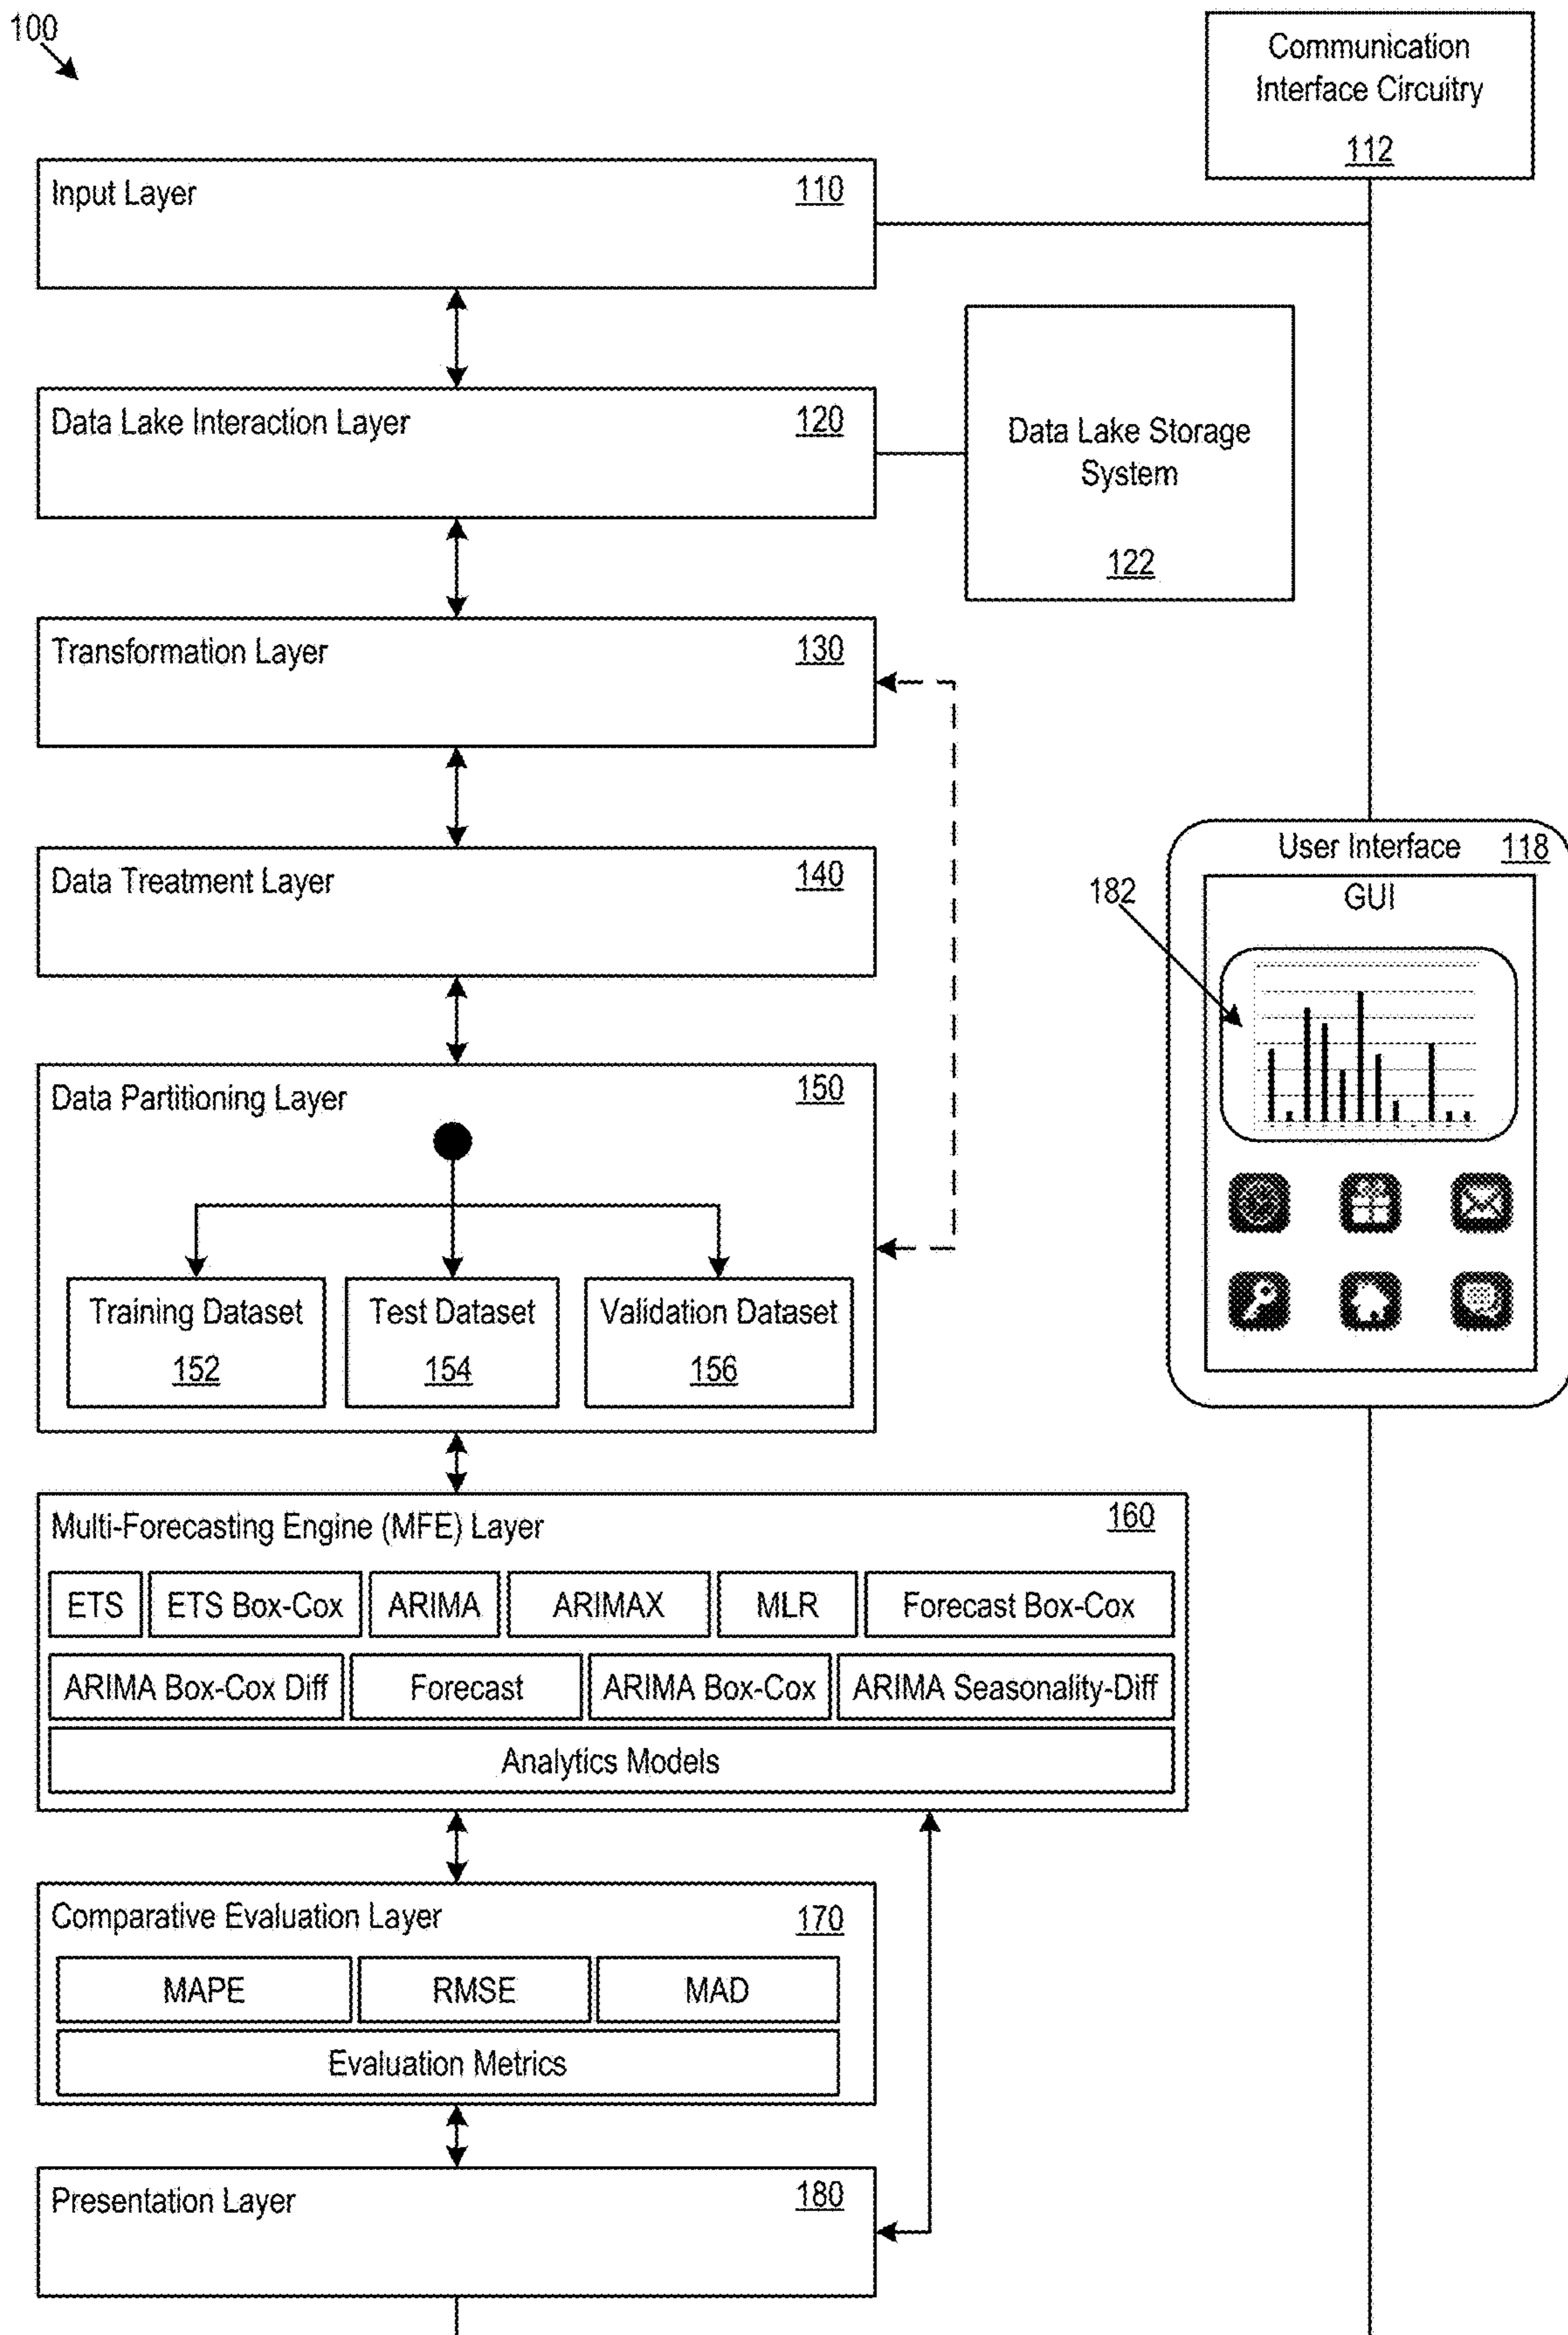 100
Communication
Interface Circuitry
112
Input Layer 110
Data Lake Interaction Layer 120
Data Lake Storage
System
122
Transformation Layer 130
User Interface 118
GUI
182
Data Treatment Layer 140
Data Partitioning Layer 150
Training Dataset
152
Test Dataset
154
Validation Dataset
156
Multi-Forecasting Engine (MFE) Layer 160
ETS ETS Box-Cox ARIMA ARIMAX MLR Forecast Box-Cox
ARIMA Box-Cox Diff Forecast ARIMA Box-Cox ARIMA Seasonality-Diff
Analytics Models
Comparative Evaluation Layer 170
MAPE RMSE MAD
Evaluation Metrics
Presentation Layer 180